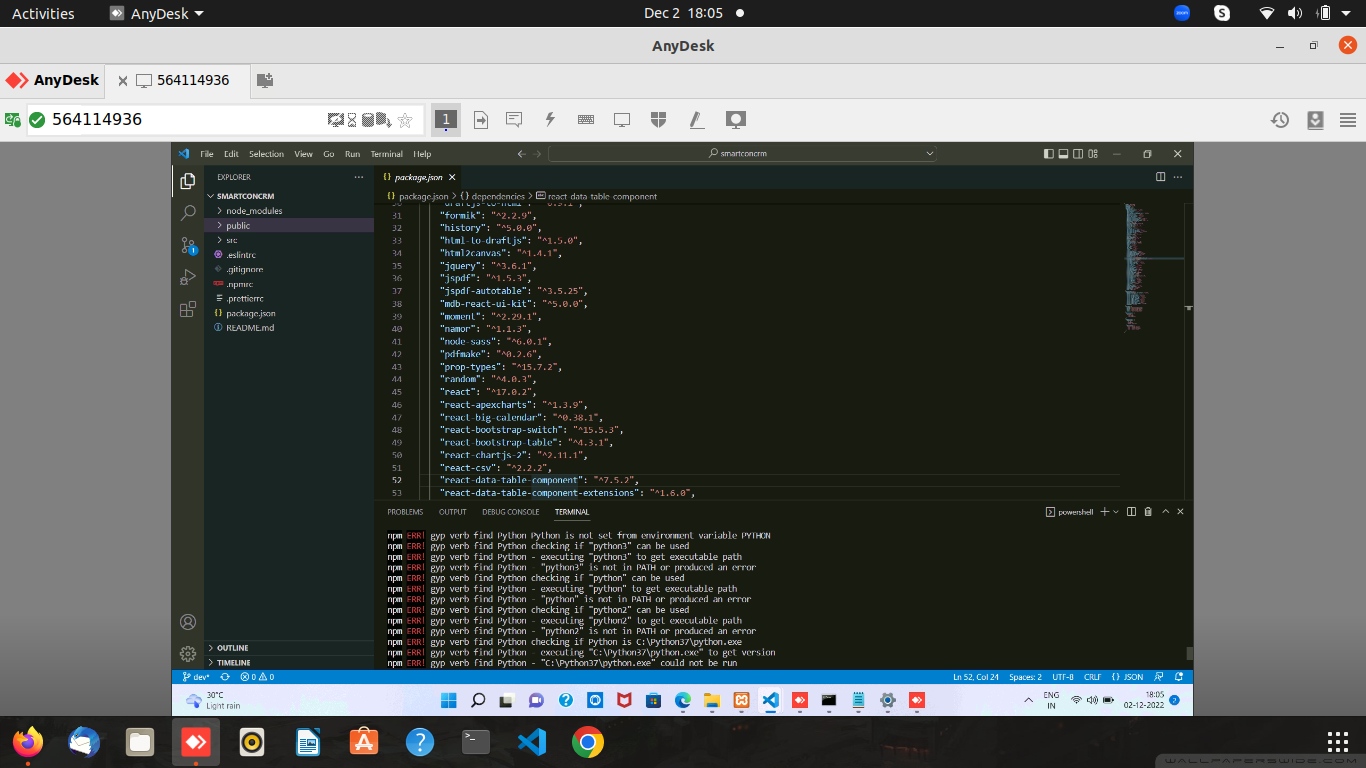 Activities AnyDesk Dec 2 18:05
zoom S
AnyDesk
AnyDesk 564114936
564114936 1
File Edit Selection View Go Run Terminal Help smartconcrm
EXPLORER
SMARTCONCRM
node_modules
public
src
.eslintrc
.gitignore
.npmrc
.prettierrc
package.json
README.md
OUTLINE
TIMELINE
1
package.json
package.json > {} dependencies > react-data-table-component
31 "formik": "^2.2.9",
32 "history": "^5.0.0",
33 "html-to-draftjs": "^1.5.0",
34 "html2canvas": "^1.4.1",
35 "jquery": "^3.6.1",
36 "jspdf": "^1.5.3",
37 "jspdf-autotable": "^3.5.25",
38 "mdb-react-ui-kit": "^5.0.0",
39 "moment": "^2.29.1",
40 "namor": "^1.1.3",
41 "node-sass": "^6.0.1",
42 "pdfmake": "^0.2.6",
43 "prop-types": "^15.7.2",
44 "random": "^4.0.3",
45 "react": "^17.0.2",
46 "react-apexcharts": "^1.3.9",
47 "react-big-calendar": "^0.38.1",
48 "react-bootstrap-switch": "^15.5.3",
49 "react-bootstrap-table": "^4.3.1",
50 "react-chartjs-2": "^2.11.1",
51 "react-csv": "^2.2.2",
52 "react-data-table-component": "^7.5.2",
53 "react-data-table-component-extensions": "^1.6.0",
PROBLEMS OUTPUT DEBUG CONSOLE TERMINAL powershell
npm ERR! gyp verb find Python Python is not set from environment variable PYTHON
npm ERR! gyp verb find Python checking if "python3" can be used
npm ERR! gyp verb find Python - executing "python3" to get executable path
npm ERR! gyp verb find Python - "python3" is not in PATH or produced an error
npm ERR! gyp verb find Python checking if "python" can be used
npm ERR! gyp verb find Python - executing "python" to get executable path
npm ERR! gyp verb find Python - "python" is not in PATH or produced an error
npm ERR! gyp verb find Python checking if "python2" can be used
npm ERR! gyp verb find Python - executing "python2" to get executable path
npm ERR! gyp verb find Python - "python2" is not in PATH or produced an error
npm ERR! gyp verb find Python checking if Python is C:\Python37\python.exe
npm ERR! gyp verb find Python - executing "C:\Python37\python.exe" to get version
npm ERR! gyp verb find Python - "C:\Python37\python.exe" could not be run
dev* 0 0 Ln 52, Col 24 Spaces: 2 UTF-8 CRLF {} JSON
30°C
Light rain
ENG
IN
18:05
02-12-2022
7
WALLPAPERSWIDE.COM